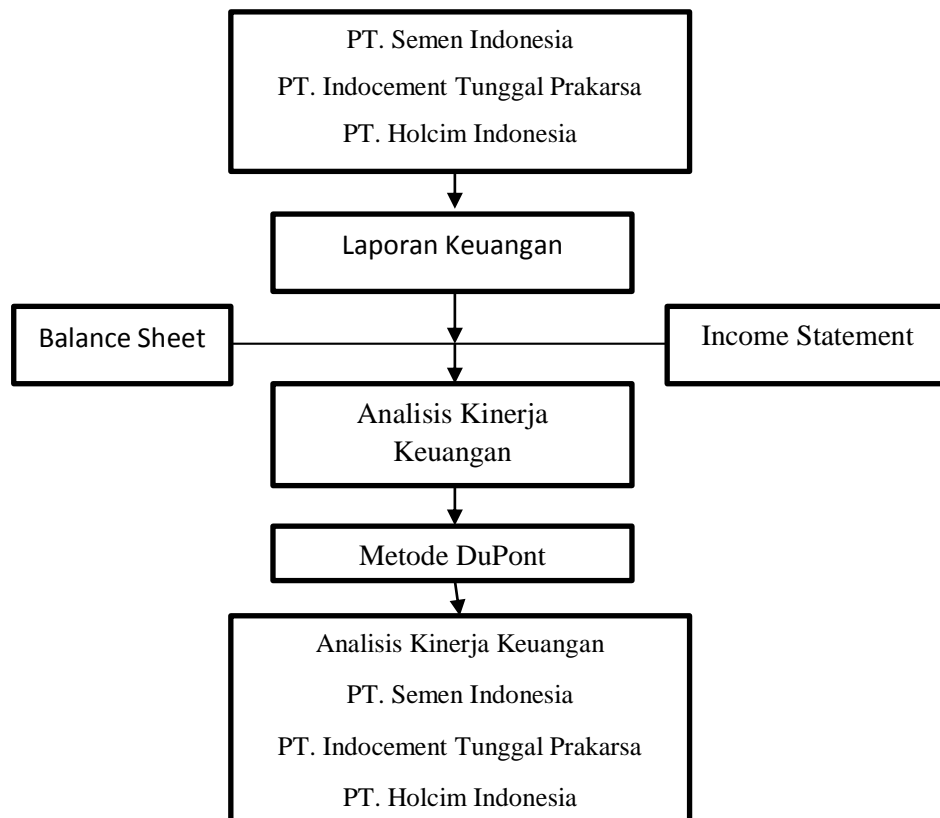 PT. Semen Indonesia
PT. Indocement Tunggal Prakarsa
PT. Holcim Indonesia
Laporan Keuangan
Balance Sheet
Income Statement
Analisis Kinerja
Keuangan
Metode DuPont
Analisis Kinerja Keuangan
PT. Semen Indonesia
PT. Indocement Tunggal Prakarsa
PT. Holcim Indonesia